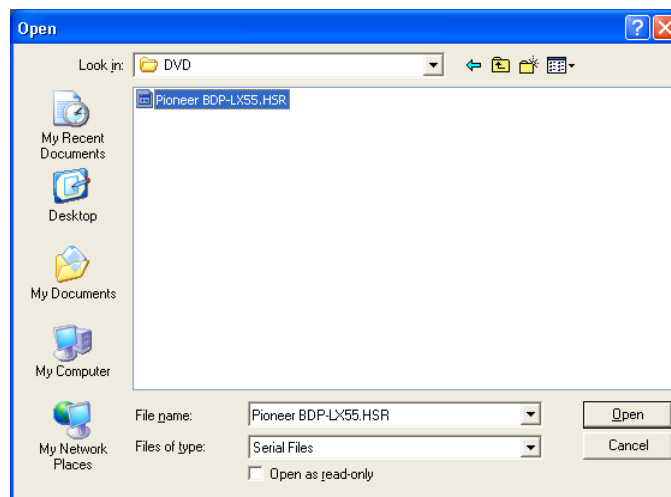 Open
Look in: DVD
Pioneer BDP-LX55.HSR
My Recent
Documents
Desktop
My Documents
My Computer
My Network
Places
File name: Pioneer BDP-LX55.HSR Open
Files of type: Serial Files Cancel
Open as read-only